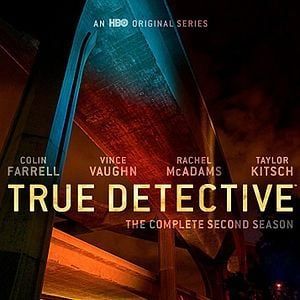 AN HBO ORIGINAL SERIES
COLIN FARRELL
VINCE VAUGHN
RACHEL McADAMS
TAYLOR KITSCH
TRUE DETECTIVE
THE COMPLETE SECOND SEASON